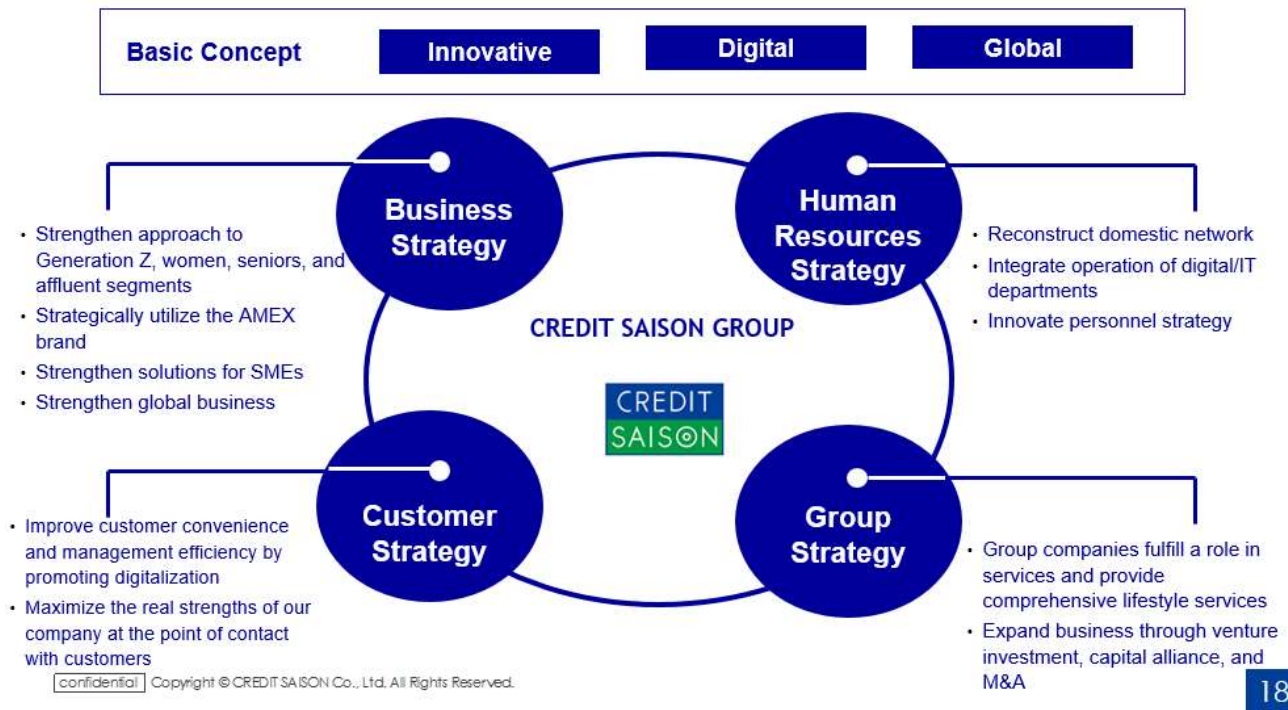 Basic Concept
Innovative
Digital
Global
Business
Strategy
• Strengthen approach to
Generation Z, women, seniors, and
affluent segments
• Strategically utilize the AMEX
brand
• Strengthen solutions for SMEs
• Strengthen global business
Human
Resources
Strategy
• Reconstruct domestic network
• Integrate operation of digital/IT
departments
• Innovate personnel strategy
CREDIT SAISON GROUP
CREDIT
SAISON
Customer
Strategy
• Improve customer convenience
and management efficiency by
promoting digitalization
• Maximize the real strengths of our
company at the point of contact
with customers
Group
Strategy
• Group companies fulfill a role in
services and provide
comprehensive lifestyle services
• Expand business through venture
investment, capital alliance, and
M&A
confidential Copyright © CREDIT SAISON Co., Ltd. All Rights Reserved.
18